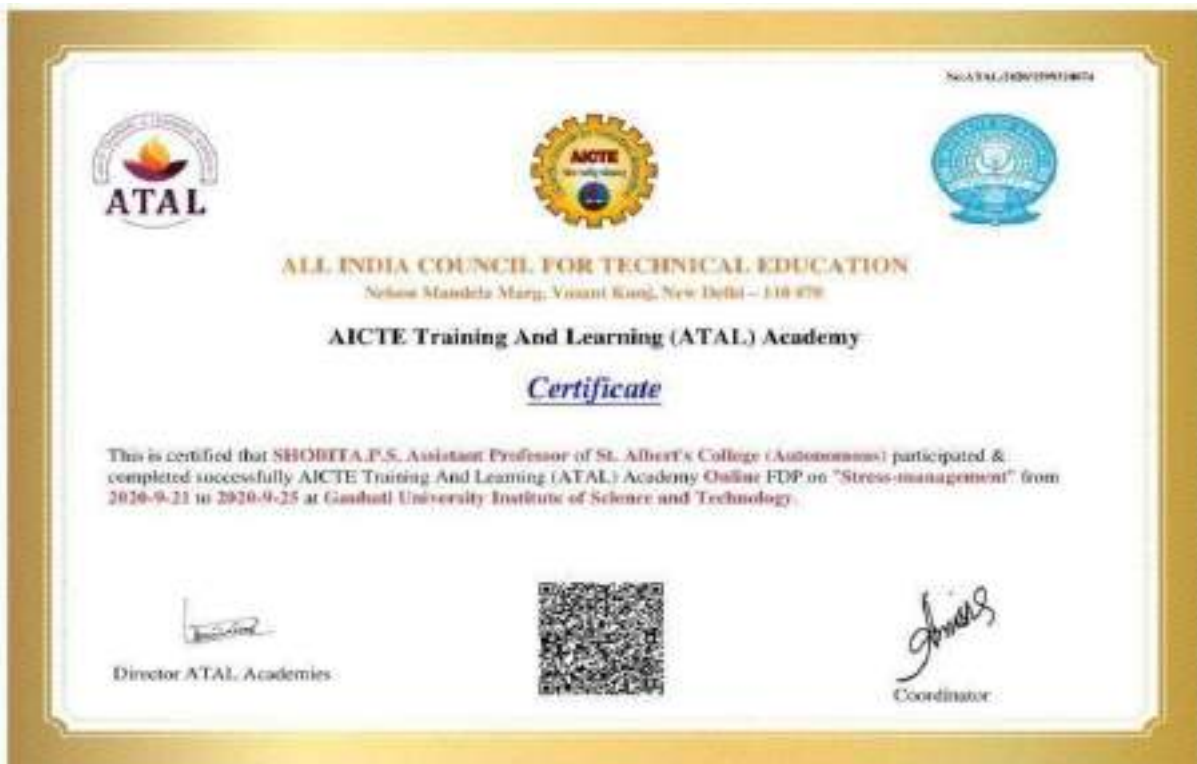 ATAL
AICTE
ALL INDIA COUNCIL FOR TECHNICAL EDUCATION
Nelson Mandela Marg, Vasant Kunj, New Delhi – 110 070
AICTE Training And Learning (ATAL) Academy
Certificate
This is certified that SHOBITA.P.S. Assistant Professor of St. Albert's College (Autonomous) participated &
completed successfully AICTE Training And Learning (ATAL) Academy Online FDP on "Stress-management" from
2020-9-21 to 2020-9-25 at Gauhati University Institute of Science and Technology.
Director ATAL Academies
Coordinator